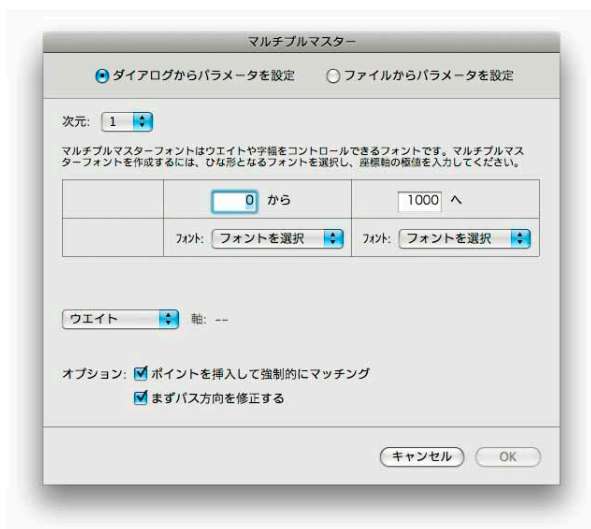 マルチプルマスター
ダイアログからパラメータを設定 ファイルからパラメータを設定
次元: 1
マルチプルマスターフォントはウエイトや字幅をコントロールできるフォントです。マルチプルマス
ターフォントを作成するには、ひな形となるフォントを選択し、座標軸の極値を入力してください。
0 から 1000 へ
フォント: フォントを選択 フォント: フォントを選択
ウエイト 軸: --
オプション: ポイントを挿入して強制的にマッチング
まずパス方向を修正する
キャンセル OK